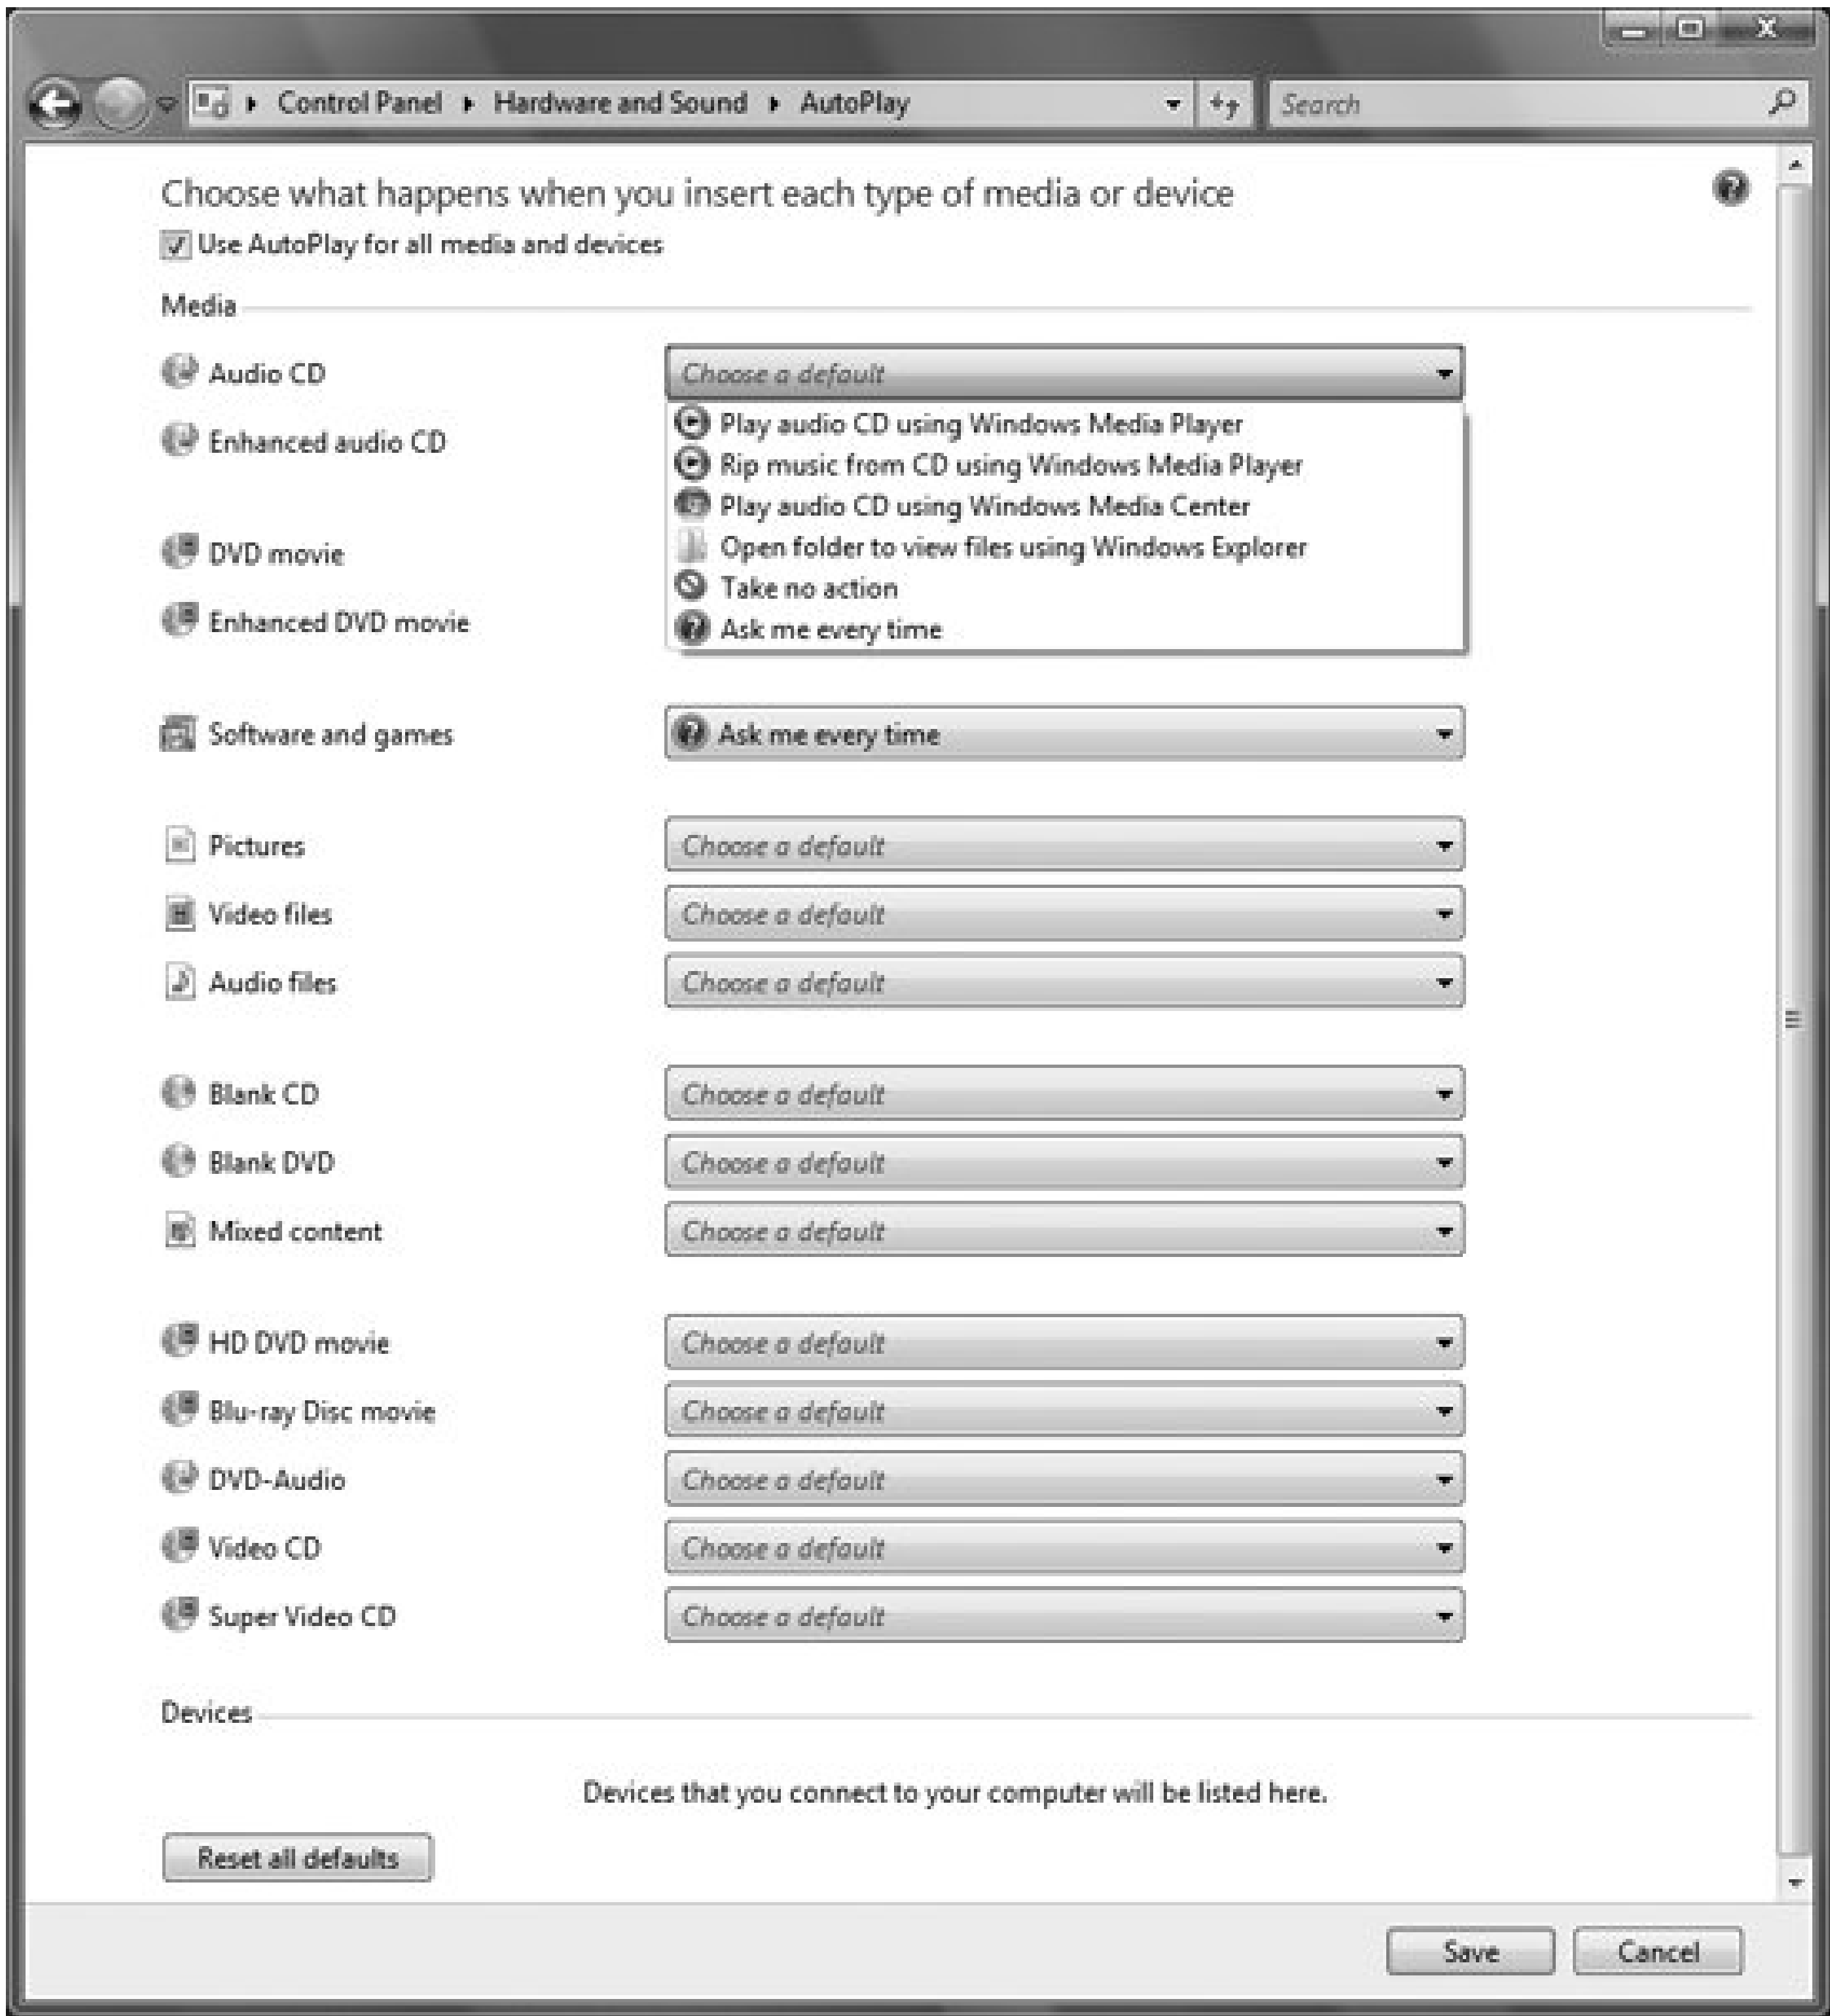 Control Panel Hardware and Sound AutoPlay Search
Choose what happens when you insert each type of media or device
Use AutoPlay for all media and devices
Media
Audio CD Choose a default
Play audio CD using Windows Media Player
Enhanced audio CD
Rip music from CD using Windows Media Player
Play audio CD using Windows Media Center
DVD movie Open folder to view files using Windows Explorer
Take no action
Enhanced DVD movie Ask me every time
Software and games Ask me every time
Pictures Choose a default
Video files Choose a default
Audio files Choose a default
Blank CD Choose a default
Blank DVD Choose a default
Mixed content Choose a default
HD DVD movie Choose a default
Blu-ray Disc movie Choose a default
DVD-Audio Choose a default
Video CD Choose a default
Super Video CD Choose a default
Devices
Devices that you connect to your computer will be listed here.
Reset all defaults
Save Cancel